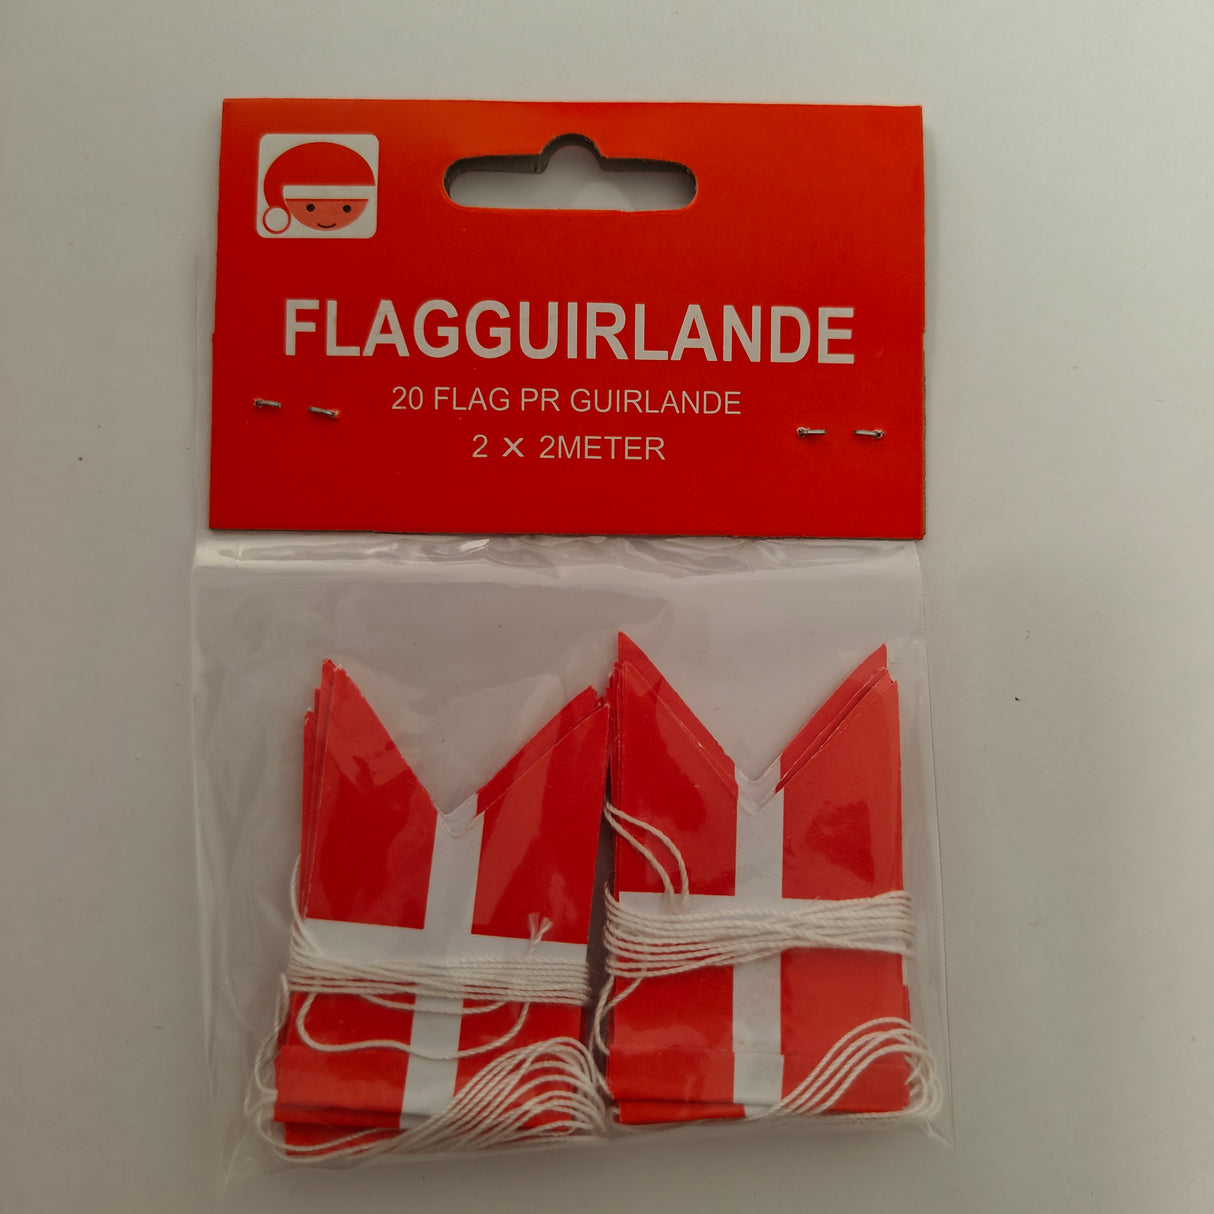 FLAGGUIRLANDE
20 FLAG PR GUIRLANDE
2 X 2METER